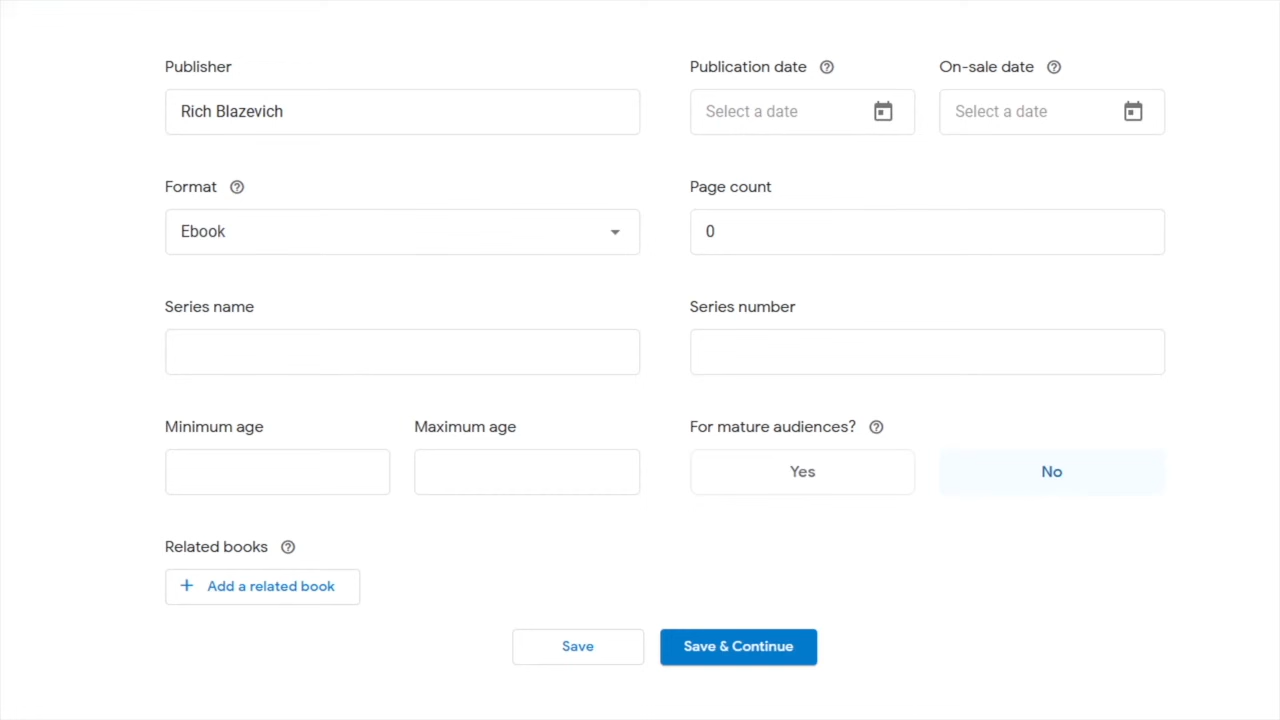 Publisher
Publication date
On-sale date
Rich Blazevich
Select a date
Select a date
Format
Page count
Ebook
0
Series name
Series number
Minimum age
Maximum age
For mature audiences?
Yes
No
Related books
+ Add a related book
Save
Save & Continue